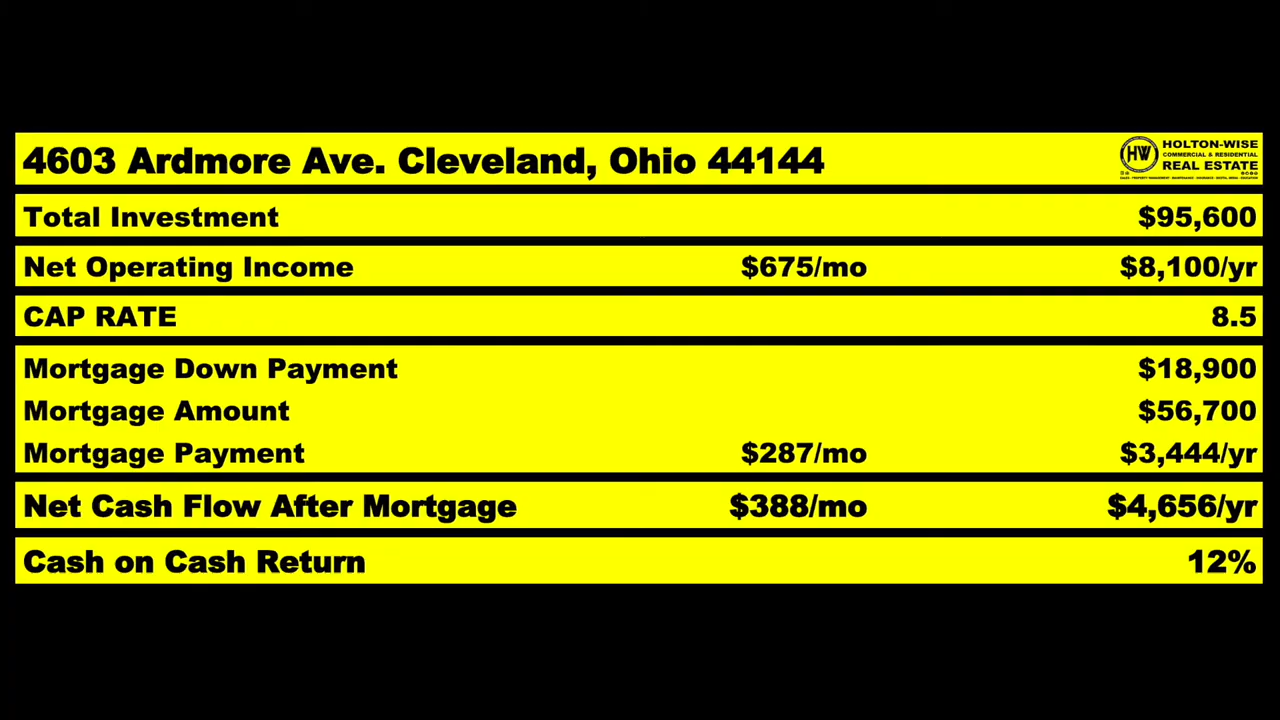 4603 Ardmore Ave. Cleveland, Ohio 44144
HW
HOLTON-WISE
COMMERCIAL & RESIDENTIAL
REAL ESTATE
Total Investment $95,600
Net Operating Income $675/mo $8,100/yr
CAP RATE 8.5
Mortgage Down Payment $18,900
Mortgage Amount $56,700
Mortgage Payment $287/mo $3,444/yr
Net Cash Flow After Mortgage $388/mo $4,656/yr
Cash on Cash Return 12%